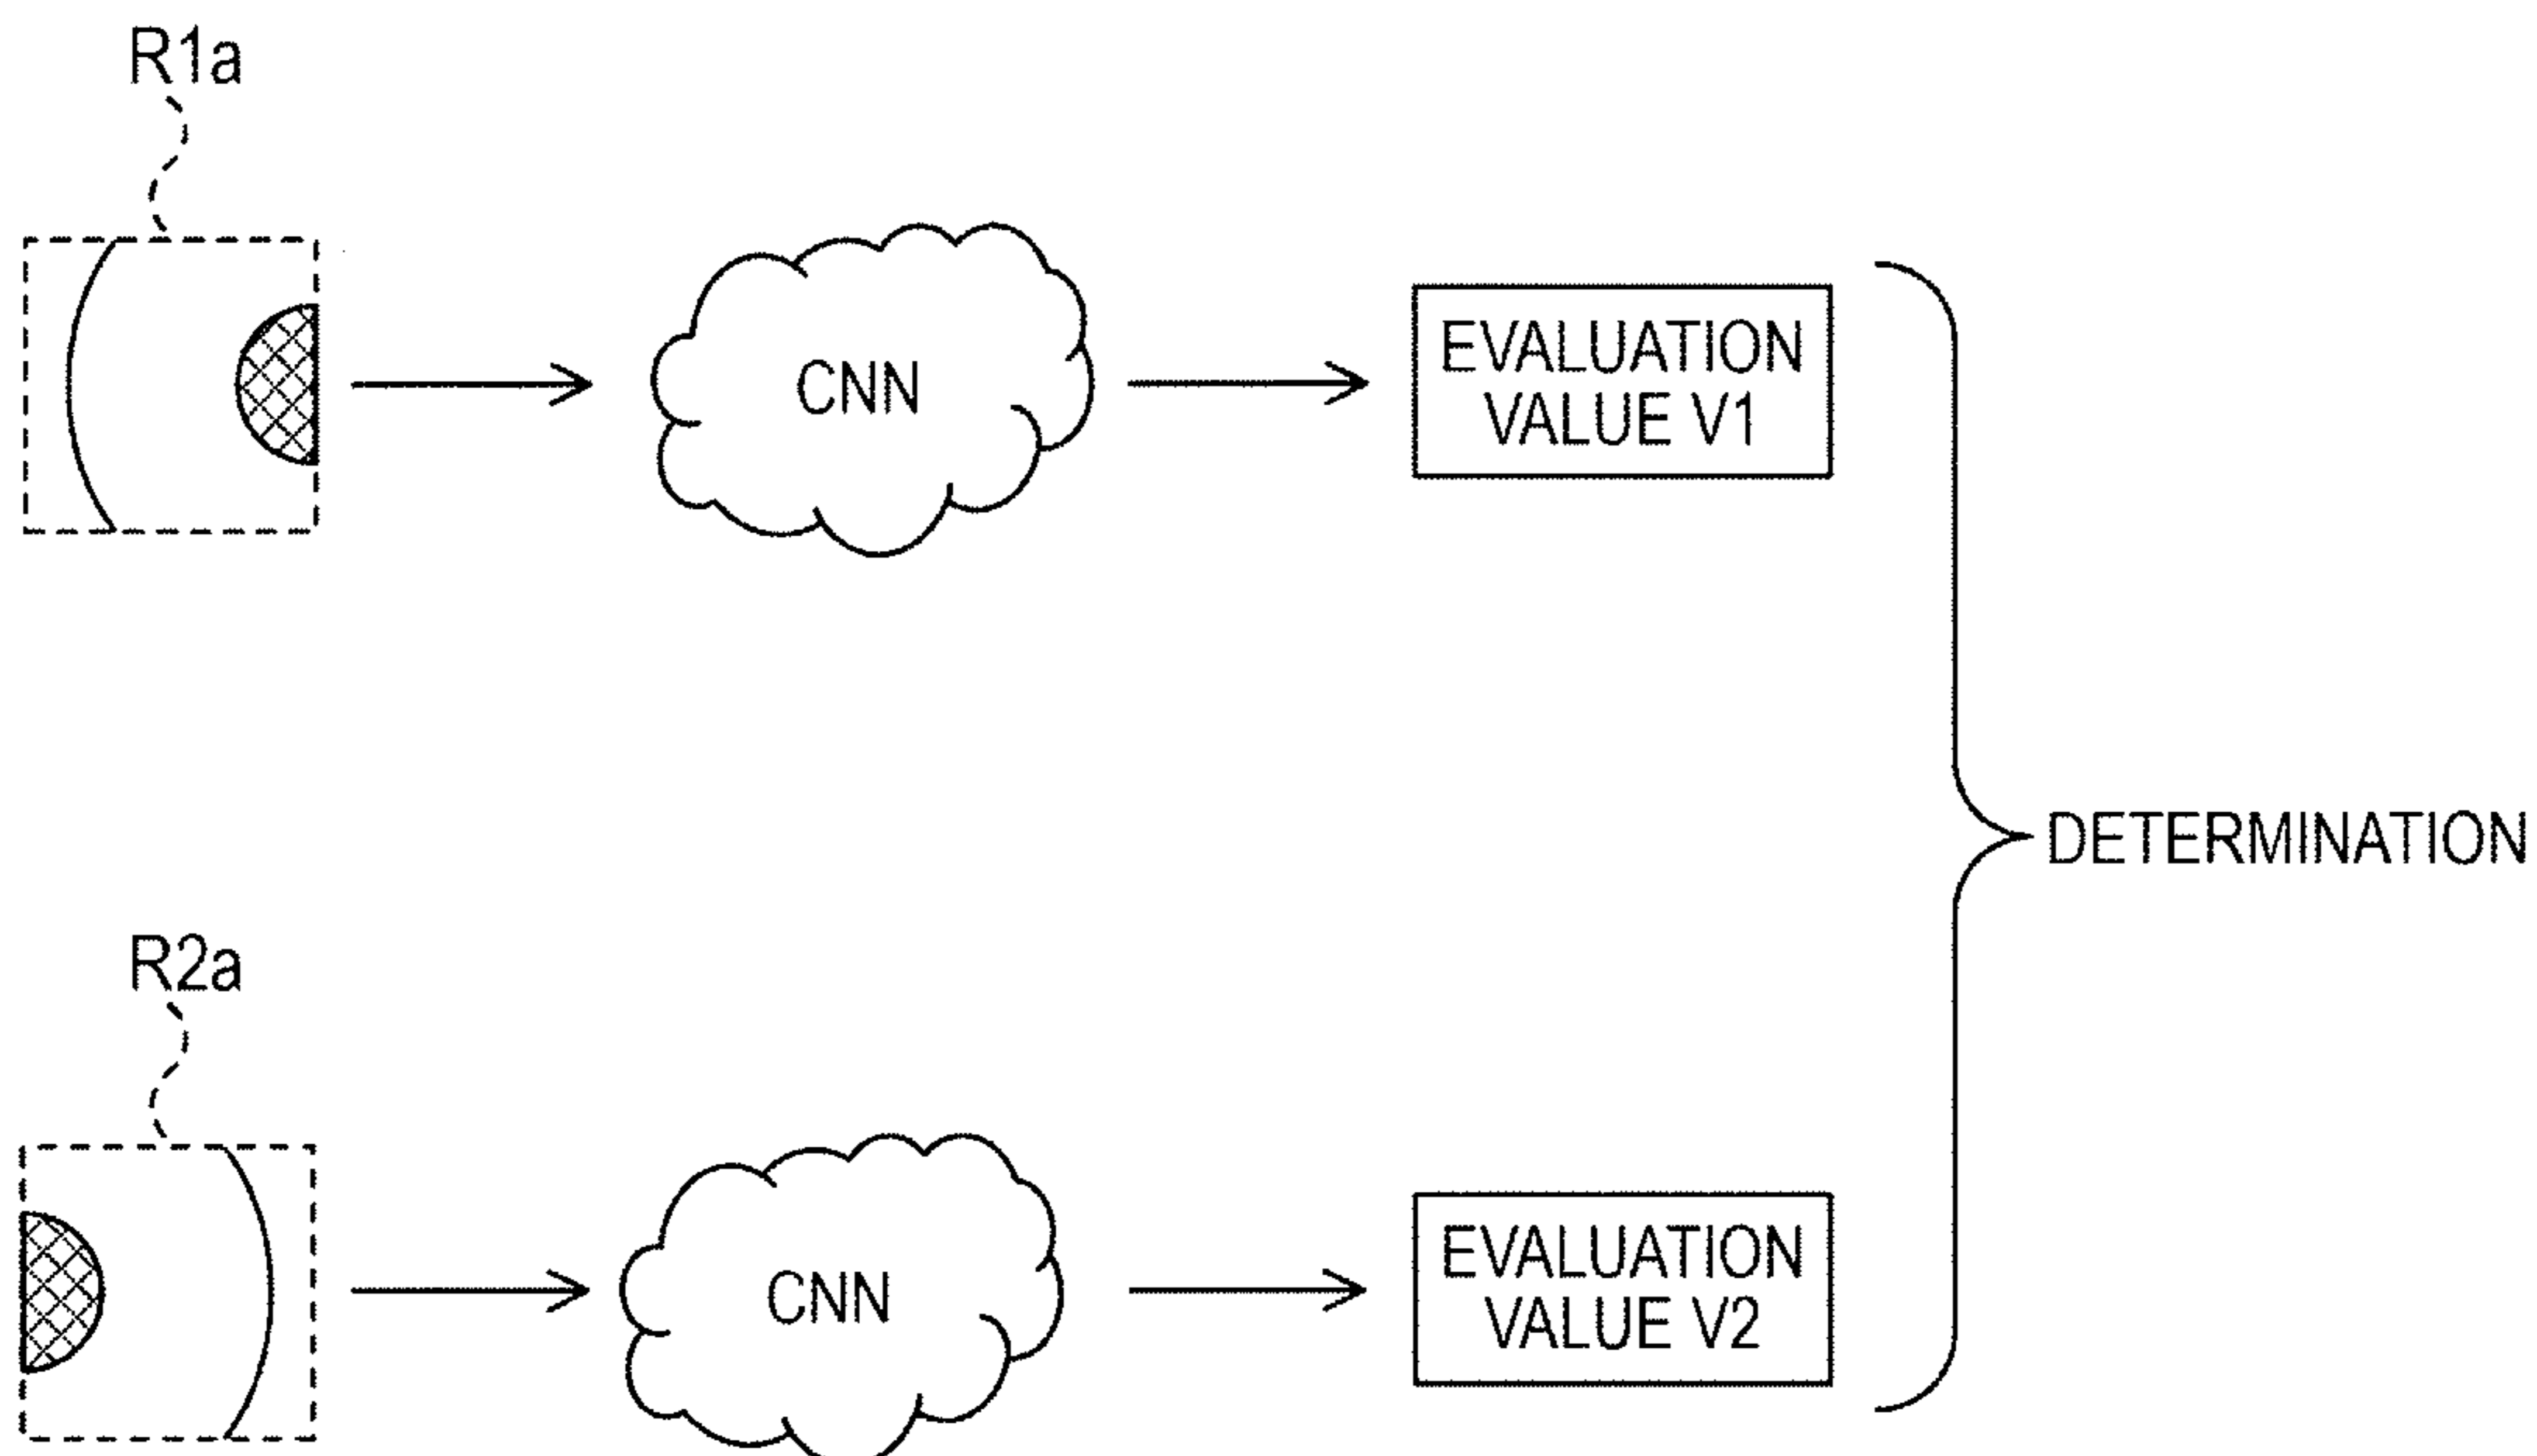 R1a
CNN
EVALUATION
VALUE V1
DETERMINATION
R2a
CNN
EVALUATION
VALUE V2